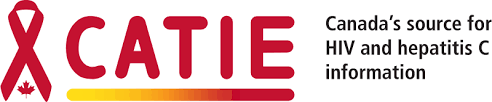 CATIE
Canada's source for
HIV and hepatitis C
information